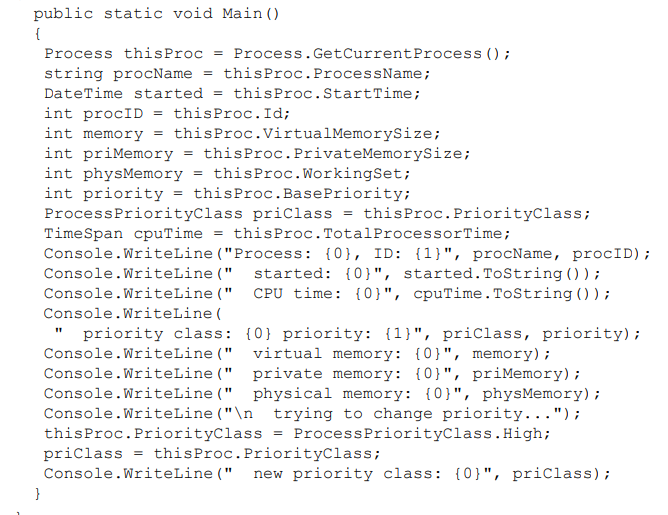 public static void Main()
{
Process thisProc = Process.GetCurrentProcess();
string procName = thisProc.ProcessName;
DateTime started = thisProc.StartTime;
int procID = thisProc.Id;
int memory = thisProc.VirtualMemorySize;
int priMemory = thisProc.PrivateMemorySize;
int physMemory = thisProc.WorkingSet;
int priority = thisProc.BasePriority;
ProcessPriorityClass priClass = thisProc.PriorityClass;
TimeSpan cpuTime = thisProc.TotalProcessorTime;
Console.WriteLine("Process: {0}, ID: {1}", procName, procID);
Console.WriteLine("  started: {0}", started.ToString());
Console.WriteLine("  CPU time: {0}", cpuTime.ToString());
Console.WriteLine(
"  priority class: {0} priority: {1}", priClass, priority);
Console.WriteLine("  virtual memory: {0}", memory);
Console.WriteLine("  private memory: {0}", priMemory);
Console.WriteLine("  physical memory: {0}", physMemory);
Console.WriteLine("\n  trying to change priority...");
thisProc.PriorityClass = ProcessPriorityClass.High;
priClass = thisProc.PriorityClass;
Console.WriteLine("  new priority class: {0}", priClass);
}